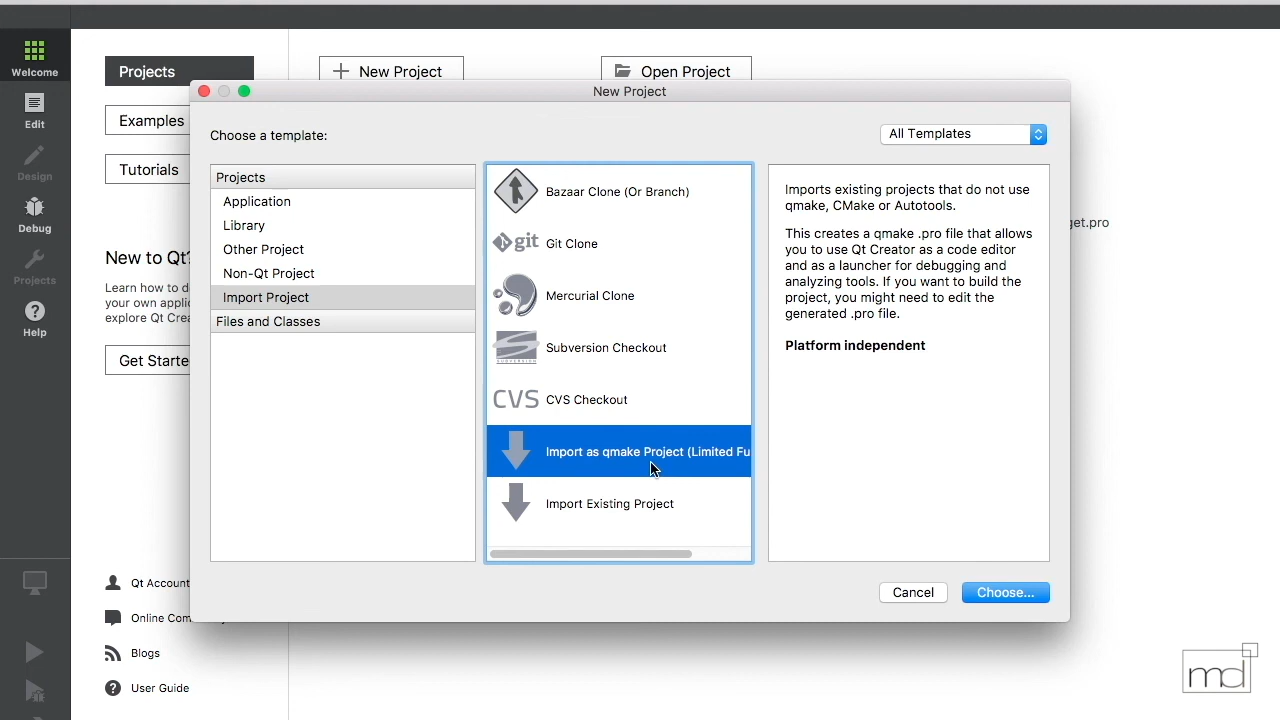 Welcome
Edit
Design
Debug
Projects
Help
Projects
Examples
Tutorials
New to Qt?
Learn how to d
your own applic
explore Qt Crea
Get Starte
Qt Account
Online Com
Blogs
User Guide
+ New Project
Open Project
get.pro
New Project
Choose a template:
All Templates
Projects
Application
Library
Other Project
Non-Qt Project
Import Project
Files and Classes
Bazaar Clone (Or Branch)
git Git Clone
Mercurial Clone
SUBVERSION Subversion Checkout
CVS CVS Checkout
Import as qmake Project (Limited Fu
Import Existing Project
Imports existing projects that do not use
qmake, CMake or Autotools.
This creates a qmake .pro file that allows
you to use Qt Creator as a code editor
and as a launcher for debugging and
analyzing tools. If you want to build the
project, you might need to edit the
generated .pro file.
Platform independent
Cancel
Choose...
md